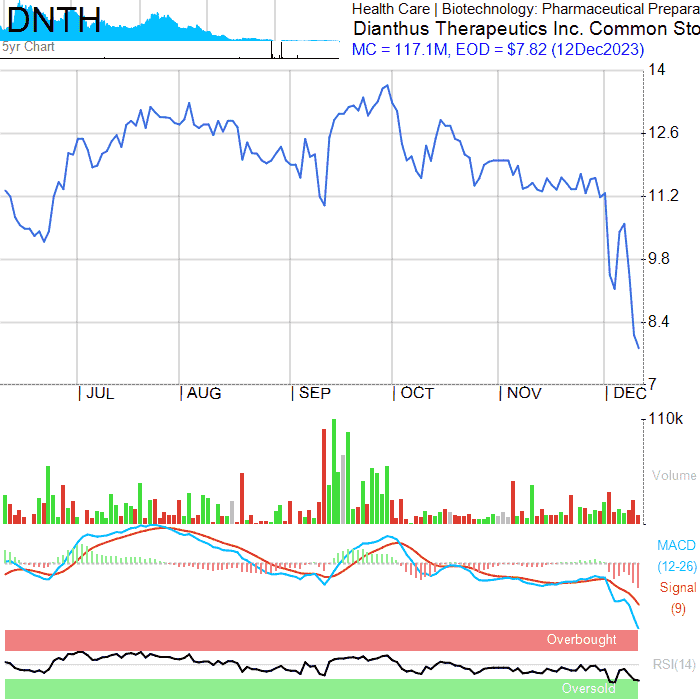 DNTH
5yr Chart
Health Care | Biotechnology: Pharmaceutical Prepara
Dianthus Therapeutics Inc. Common Sto
MC = 117.1M, EOD = $7.82 (12Dec2023)
14
12.6
11.2
9.8
8.4
7
JUL
AUG
SEP
OCT
NOV
DEC
110k
Volume
MACD
(12-26)
Signal
(9)
Overbought
RSI(14)
Oversold